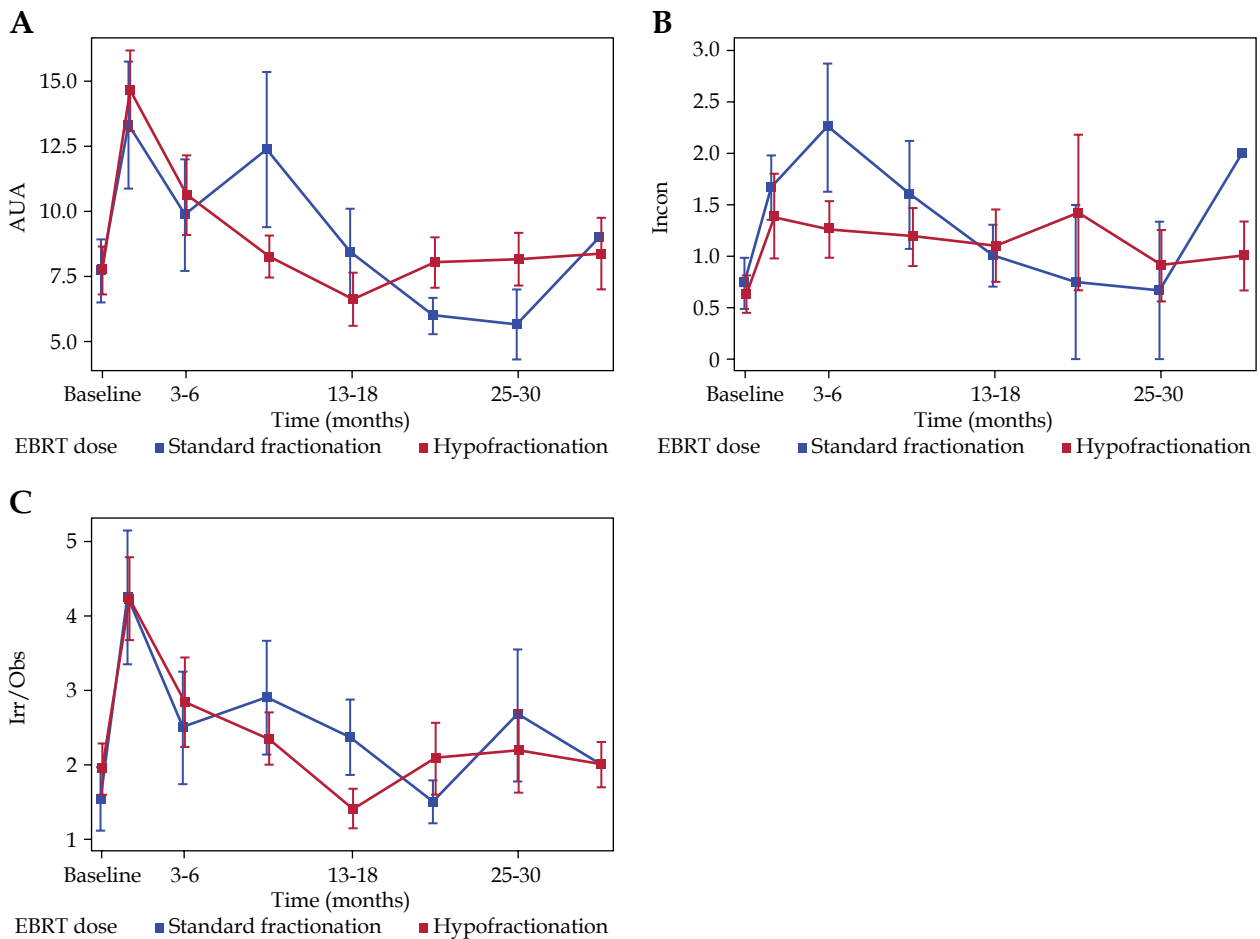 A
AUA
15.0
12.5
10.0
7.5
5.0
Baseline 3-6 13-18 25-30
Time (months)
EBRT dose Standard fractionation Hypofractionation
B
Incon
3.0
2.5
2.0
1.5
1.0
0.5
0
Baseline 3-6 13-18 25-30
Time (months)
EBRT dose Standard fractionation Hypofractionation
C
Irr/Obs
5
4
3
2
1
Baseline 3-6 13-18 25-30
Time (months)
EBRT dose Standard fractionation Hypofractionation